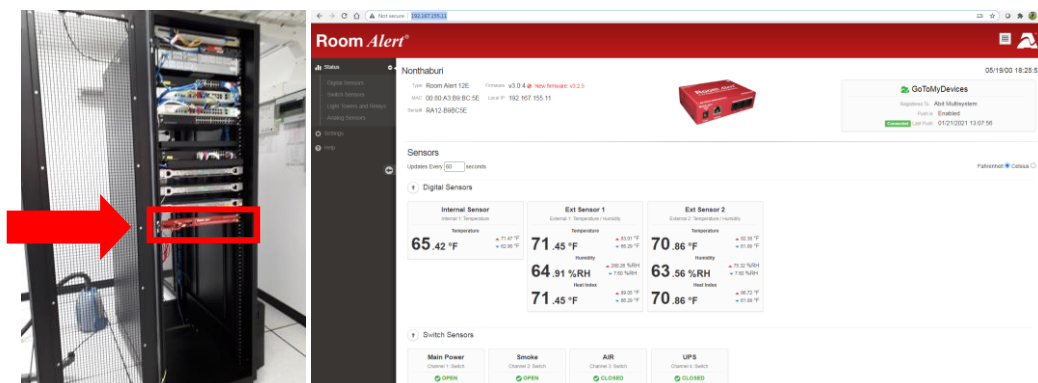 Not secure | 192.167.155.11
Room Alert®
Status
Digital Sensors
Switch Sensors
Light Towers and Relays
Analog Sensors
Settings
Help
Nonthaburi
05/19/00 18:25:5
Type Room Alert 12E Firmware v3.0.4 New firmware: v3.2.0
MAC 00:60:A3:B9:BC:5E Local IP 192.167.155.11
Serial# RA12-B9BC5E
Room Alert
GoToMyDevices
Registered To Abit Multisystem
Push is Enabled
Connected Last Push 01/21/2021 13:07:56
Sensors
Updates Every 60 seconds
Fahrenheit Celsius
Digital Sensors
Internal Sensor
Internal 1: Temperature
Temperature
65.42 °F
Ext Sensor 1
External 1: Temperature / Humidity
Temperature
71.45 °F
Humidity
64.91 %RH
Heat Index
71.45 °F
Ext Sensor 2
External 2: Temperature / Humidity
Temperature
70.86 °F
Humidity
63.56 %RH
Heat Index
70.86 °F
Switch Sensors
Main Power
Channel 1: Switch
OPEN
Smoke
Channel 2: Switch
OPEN
AIR
Channel 3: Switch
CLOSED
UPS
Channel 4: Switch
CLOSED